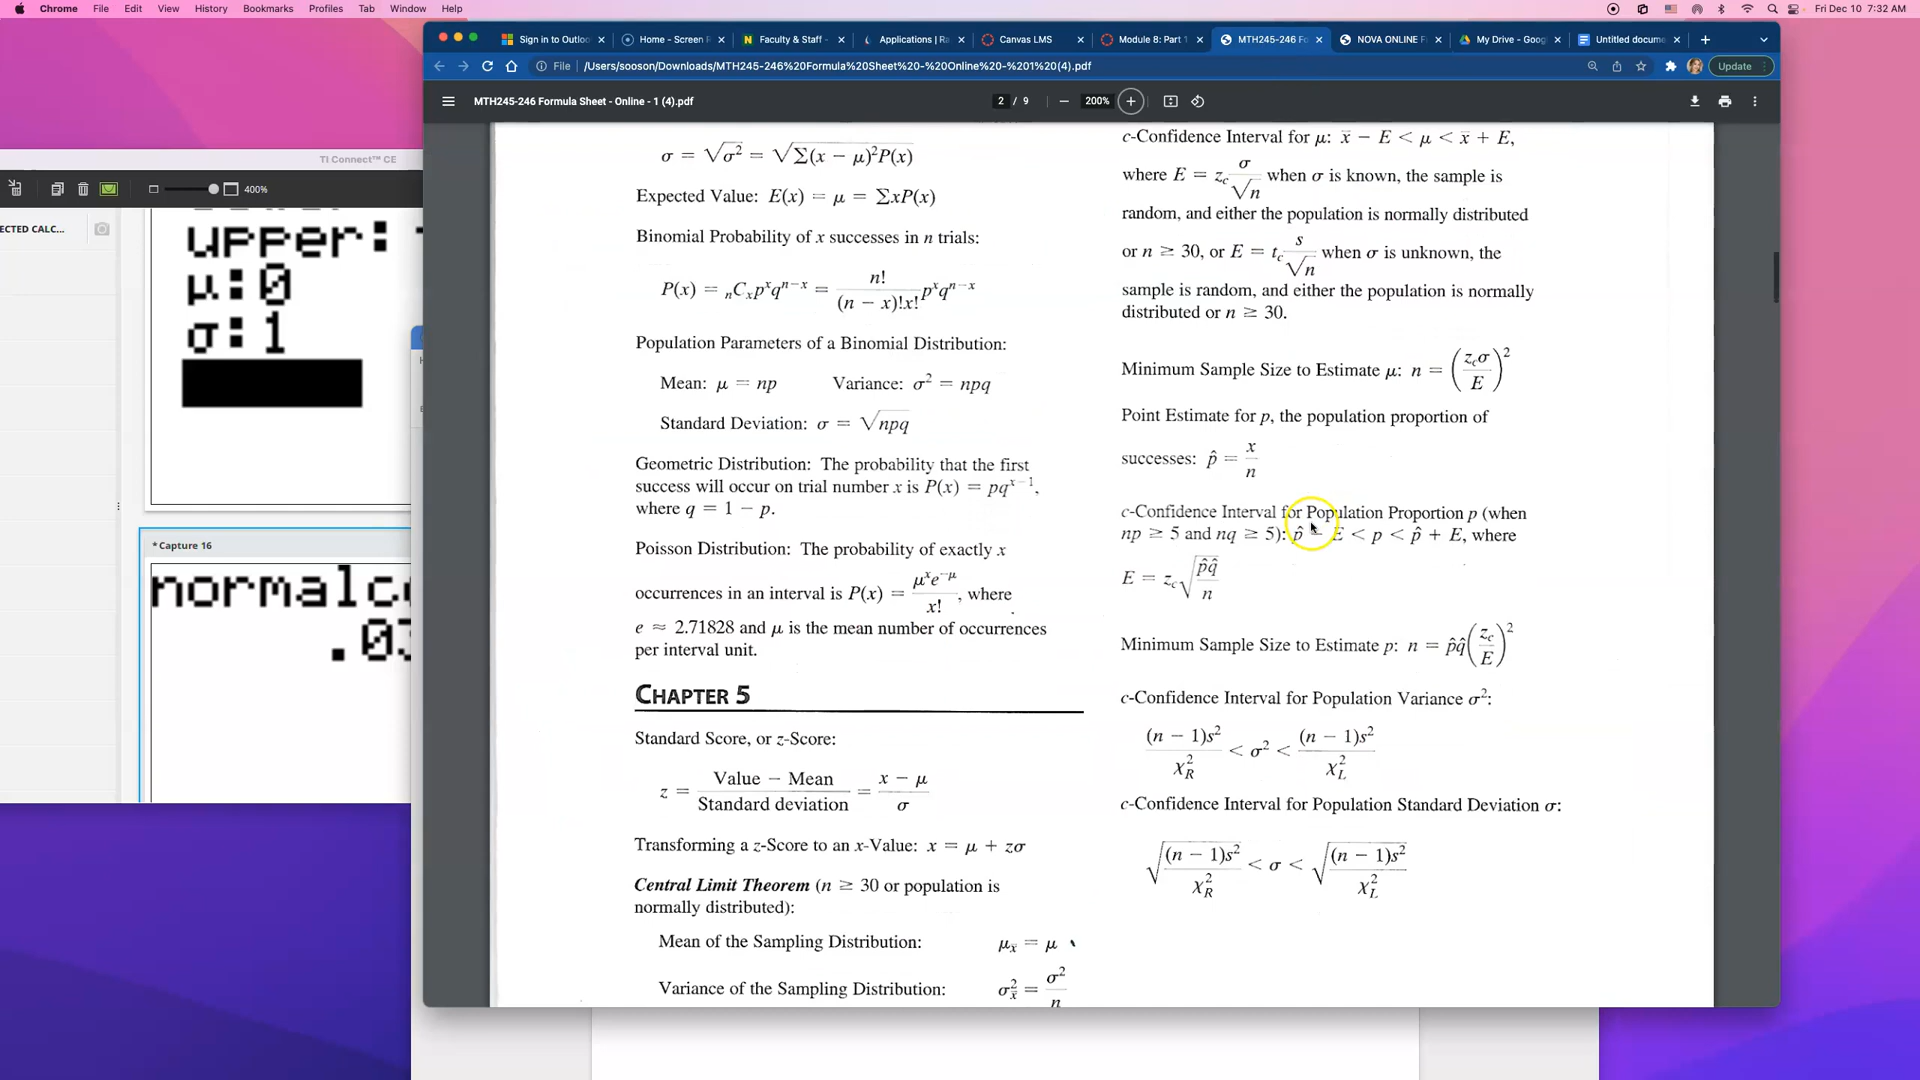 Chrome File Edit View History Bookmarks Profiles Tab Window Help
Fri Dec 10 7:32 AM
TI Connect™ CE
400%
ECTED CALC...
upper:
μ:0
σ:1
*Capture 16
normalc
.03
Sign in to Outloo
Home - Screen R
Faculty & Staff -
Applications | Ra
Canvas LMS
Module 8: Part 1
MTH245-246 Fo
NOVA ONLINE F
My Drive - Goog
Untitled docum
File /Users/sooson/Downloads/MTH245-246%20Formula%20Sheet%20-%20Online%20-%201%20(4).pdf
Update
MTH245-246 Formula Sheet - Online - 1 (4).pdf
2 / 9
200%
σ = √σ² = √Σ(x − μ)²P(x)
Expected Value: E(x) = μ = ΣxP(x)
Binomial Probability of x successes in n trials:
P(x) = nCx p^x q^(n−x) = n!/((n − x)!x!) p^x q^(n−x)
Population Parameters of a Binomial Distribution:
Mean: μ = np Variance: σ² = npq
Standard Deviation: σ = √npq
Geometric Distribution: The probability that the first
success will occur on trial number x is P(x) = pq^(x−1),
where q = 1 − p.
Poisson Distribution: The probability of exactly x
occurrences in an interval is P(x) = μ^x e^(−μ)/x!, where
e ≈ 2.71828 and μ is the mean number of occurrences
per interval unit.
CHAPTER 5
Standard Score, or z-Score:
z = (Value − Mean)/(Standard deviation) = (x − μ)/σ
Transforming a z-Score to an x-Value: x = μ + zσ
Central Limit Theorem (n ≥ 30 or population is
normally distributed):
Mean of the Sampling Distribution: μx̄ = μ
Variance of the Sampling Distribution: σ²x̄ = σ²/n
c-Confidence Interval for μ: x̄ − E < μ < x̄ + E,
where E = zc σ/√n when σ is known, the sample is
random, and either the population is normally distributed
or n ≥ 30, or E = tc s/√n when σ is unknown, the
sample is random, and either the population is normally
distributed or n ≥ 30.
Minimum Sample Size to Estimate μ: n = (zcσ/E)²
Point Estimate for p, the population proportion of
successes: p̂ = x/n
c-Confidence Interval for Population Proportion p (when
np ≥ 5 and nq ≥ 5): p̂ − E < p < p̂ + E, where
E = zc √(p̂q̂/n)
Minimum Sample Size to Estimate p: n = p̂q̂(zc/E)²
c-Confidence Interval for Population Variance σ²:
(n − 1)s²/χ²R < σ² < (n − 1)s²/χ²L
c-Confidence Interval for Population Standard Deviation σ:
√((n − 1)s²/χ²R) < σ < √((n − 1)s²/χ²L)